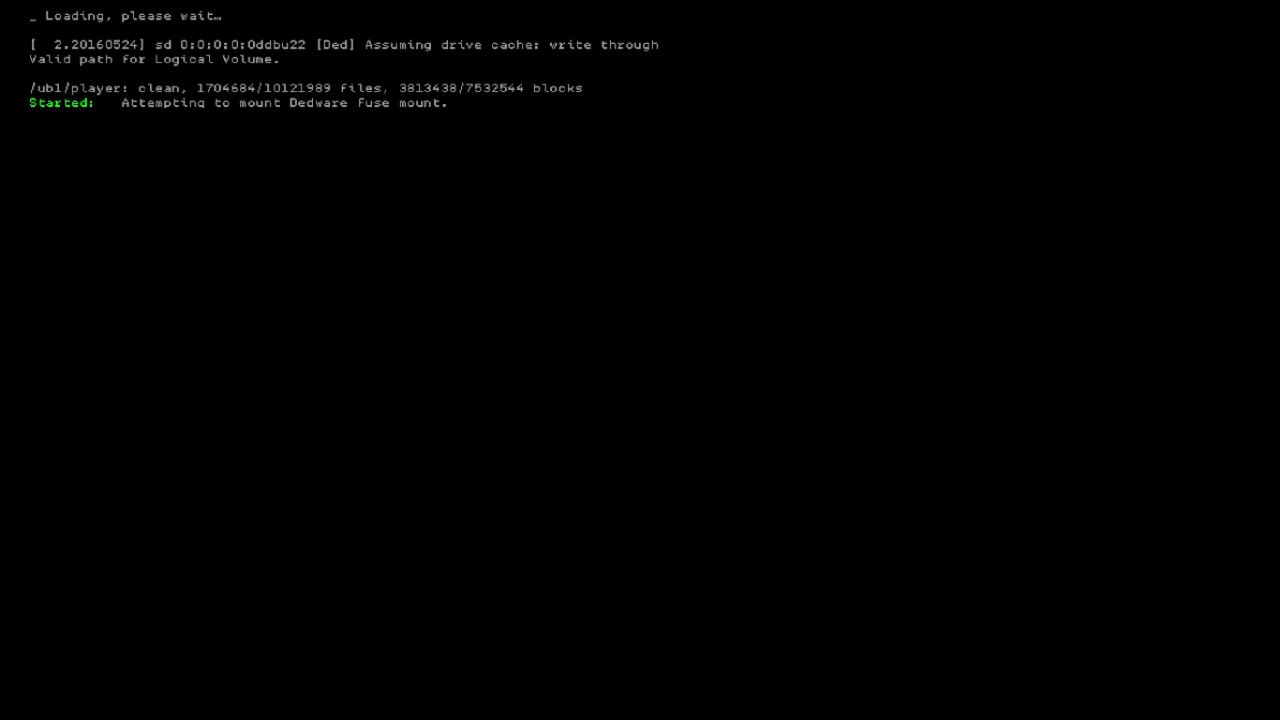 _ Loading, please wait…
[  2.20160524] sd 0:0:0:0:0ddbu22 [Ded] Assuming drive cache: write through
Valid path for Logical Volume.
/ubl/player: clean, 1704684/10121989 files, 3813438/7532544 blocks
Started:   Attempting to mount Dedware fuse mount.